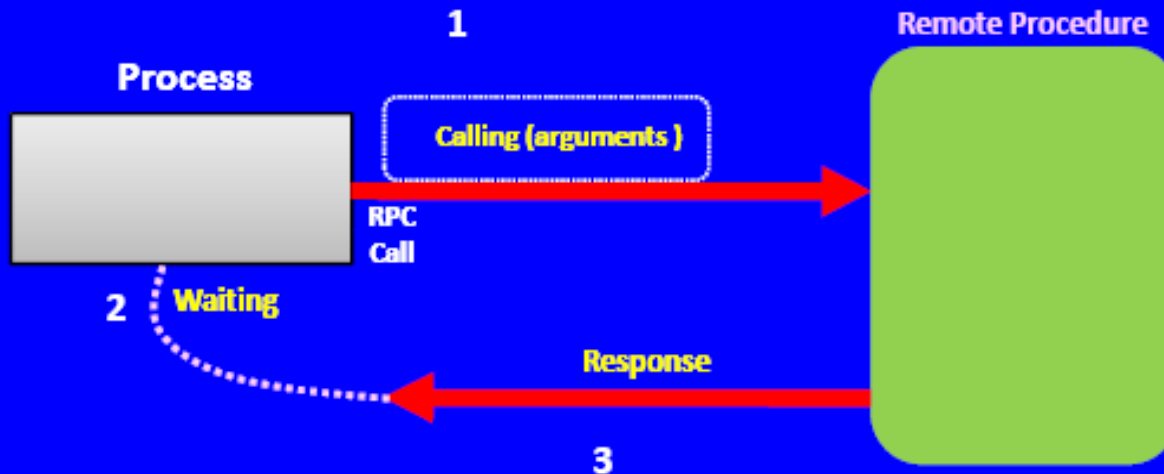 1
Remote Procedure
Process
Calling (arguments )
RPC
Call
2
Waiting
Response
3